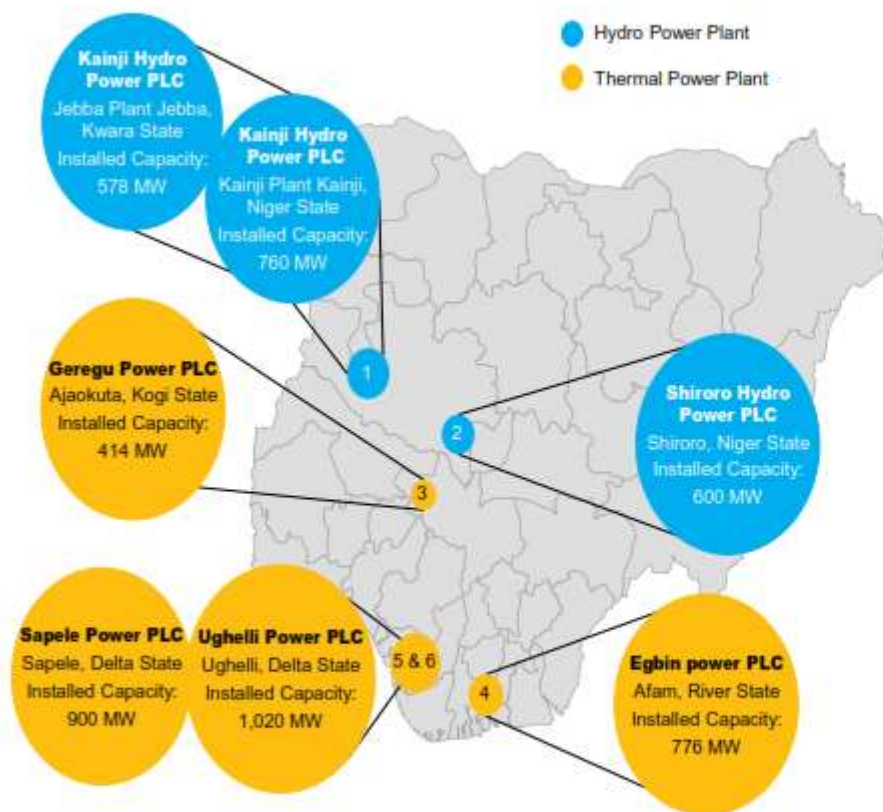 Hydro Power Plant
Thermal Power Plant
Kainji Hydro
Power PLC
Jebba Plant Jebba,
Kwara State
Installed Capacity:
578 MW
Kainji Hydro
Power PLC
Kainji Plant Kainji,
Niger State
Installed Capacity:
760 MW
1
Geregu Power PLC
Ajaokuta, Kogi State
Installed Capacity:
414 MW
2
Shiroro Hydro
Power PLC
Shiroro, Niger State
Installed Capacity:
600 MW
3
Sapele Power PLC
Sapele, Delta State
Installed Capacity:
900 MW
Ughelli Power PLC
Ughelli, Delta State
Installed Capacity:
1,020 MW
5 & 6
4
Egbin power PLC
Afam, River State
Installed Capacity:
776 MW